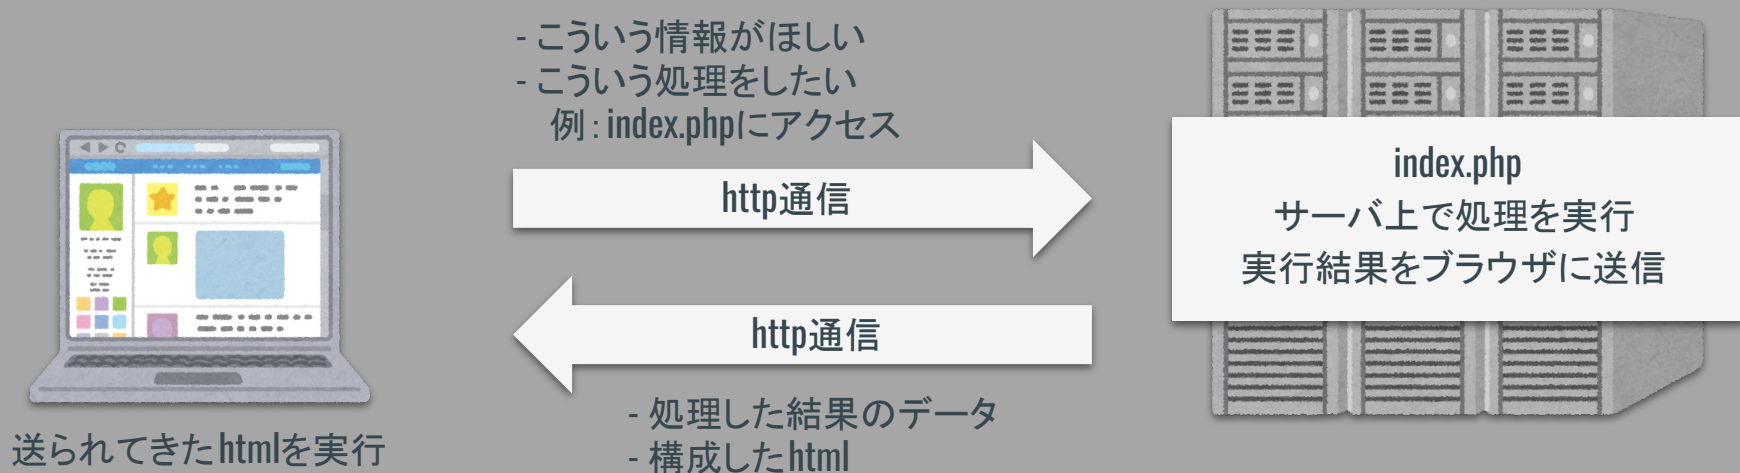 - こういう情報がほしい
- こういう処理をしたい
例：index.phpにアクセス
http通信
index.php
サーバ上で処理を実行
実行結果をブラウザに送信
http通信
- 処理した結果のデータ
- 構成したhtml
送られてきたhtmlを実行